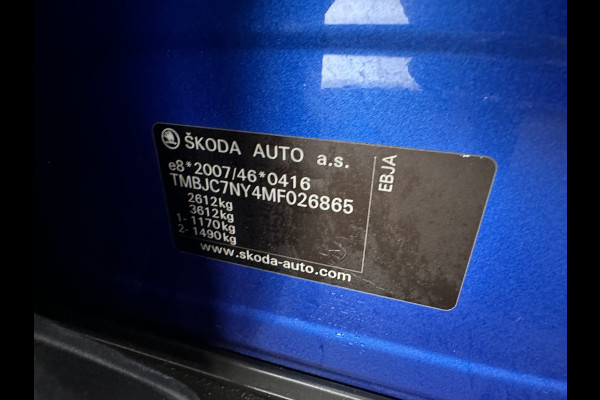 ŠKODA AUTO a.s.
e8*2007/46*0416
TMBJC7NY4MF026865
2612kg
3612kg
1- 1170kg
2- 1490kg
www.skoda-auto.com
EBJA